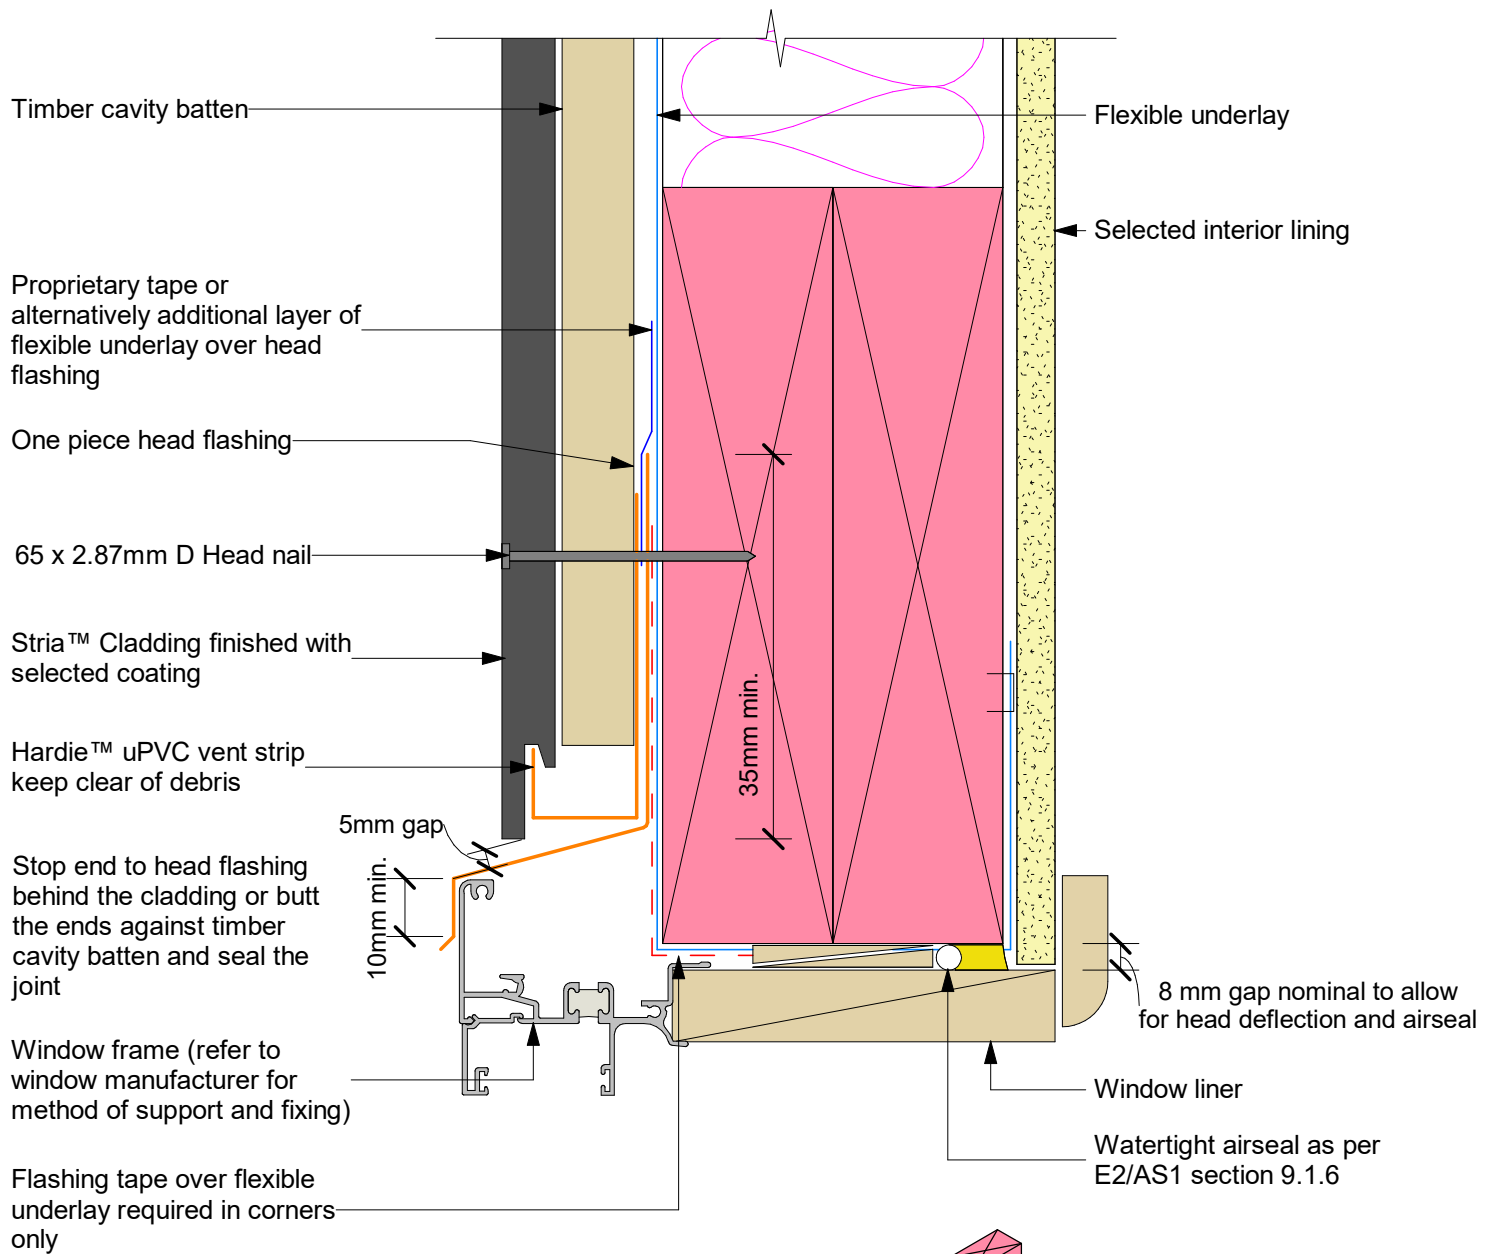 Timber cavity batten
Proprietary tape or
alternatively additional layer of
flexible underlay over head
flashing
One piece head flashing
65 x 2.87mm D Head nail
Stria™ Cladding finished with
selected coating
Hardie™ uPVC vent strip
keep clear of debris
5mm gap
Stop end to head flashing
behind the cladding or butt
the ends against timber
cavity batten and seal the
joint
10mm min.
Window frame (refer to
window manufacturer for
method of support and fixing)
Flashing tape over flexible
underlay required in corners
only
35mm min.
Flexible underlay
Selected interior lining
8 mm gap nominal to allow
for head deflection and airseal
Window liner
Watertight airseal as per
E2/AS1 section 9.1.6